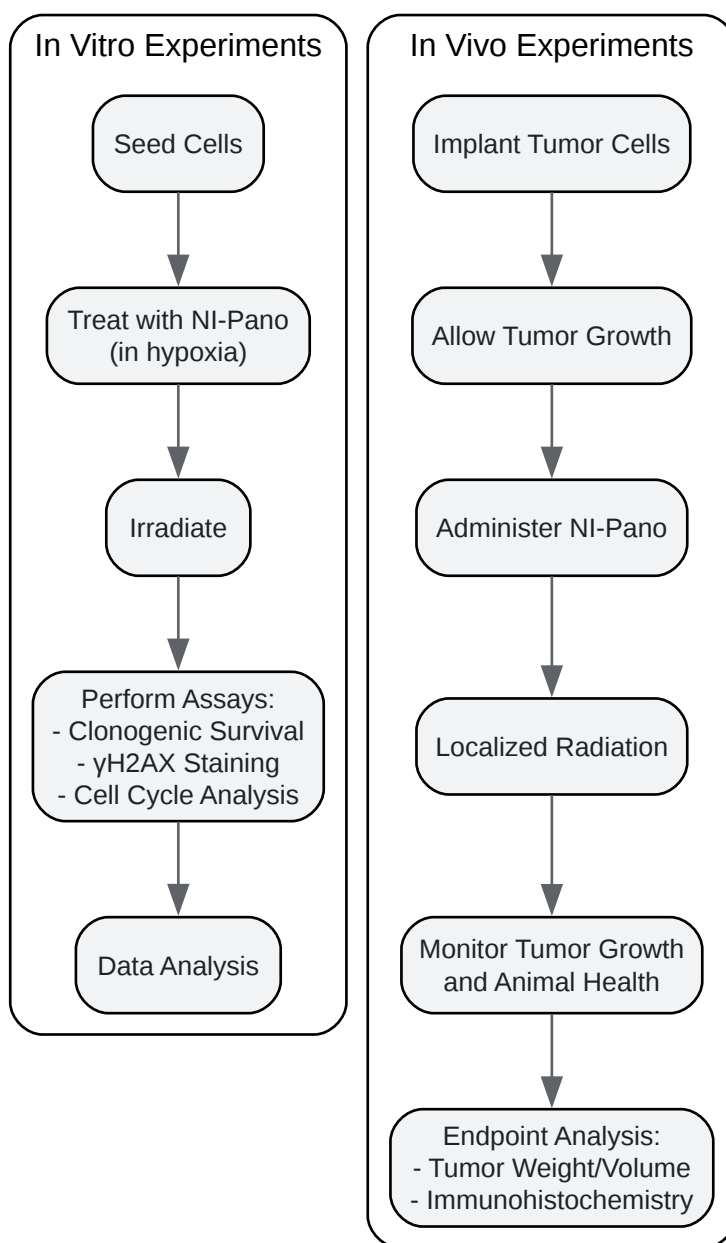 In Vitro Experiments
Seed Cells
Treat with NI-Pano
(in hypoxia)
Irradiate
Perform Assays:
- Clonogenic Survival
- γH2AX Staining
- Cell Cycle Analysis
Data Analysis
In Vivo Experiments
Implant Tumor Cells
Allow Tumor Growth
Administer NI-Pano
Localized Radiation
Monitor Tumor Growth
and Animal Health
Endpoint Analysis:
- Tumor Weight/Volume
- Immunohistochemistry